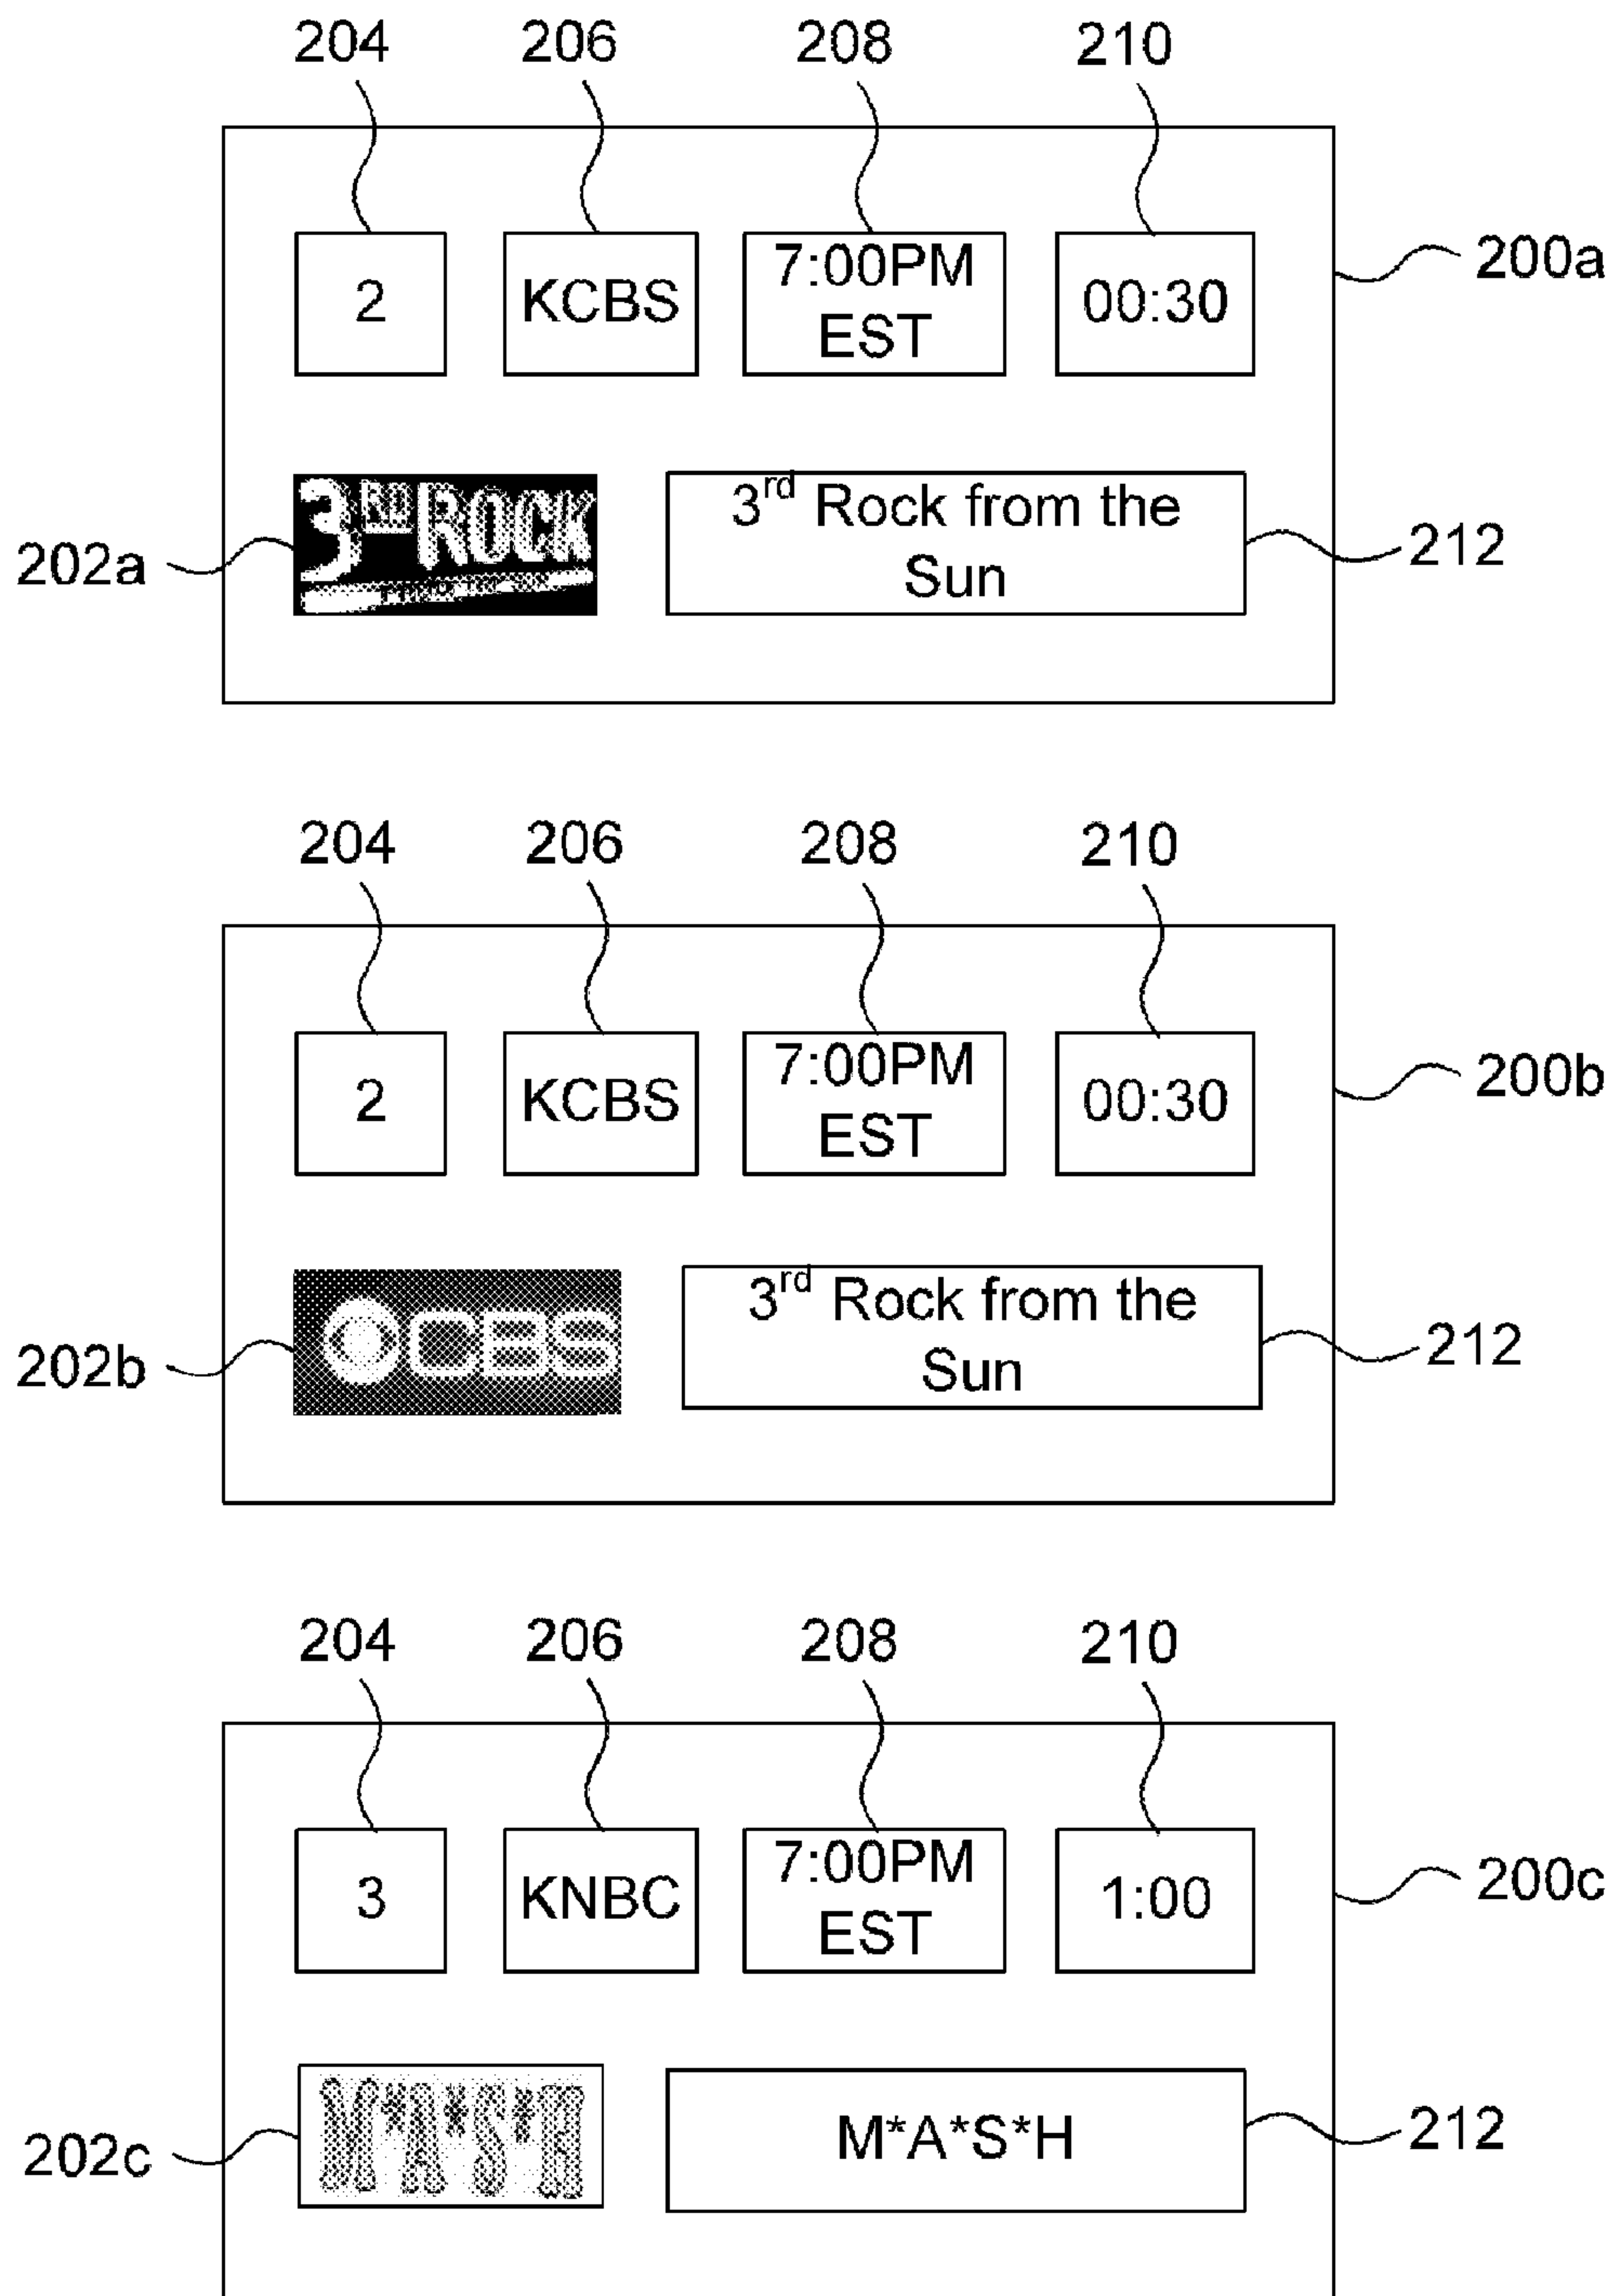 204 206 208 210
2 KCBS 7:00PM EST 00:30
200a
3RD ROCK
3rd Rock from the
Sun
202a
212
204 206 208 210
2 KCBS 7:00PM EST 00:30
200b
CBS
3rd Rock from the
Sun
202b
212
204 206 208 210
3 KNBC 7:00PM EST 1:00
200c
M*A*S*H
M*A*S*H
202c
212